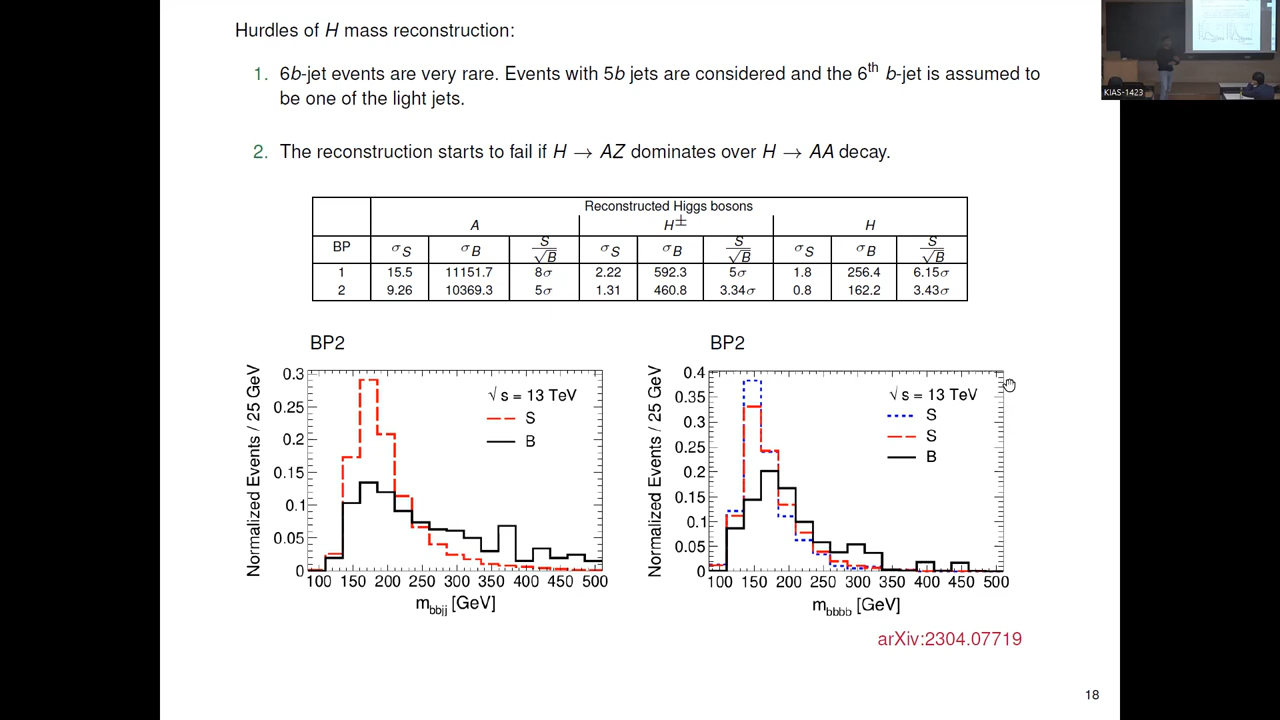 Hurdles of H mass reconstruction:
1. 6b-jet events are very rare. Events with 5b jets are considered and the 6th b-jet is assumed to
be one of the light jets.
2. The reconstruction starts to fail if H → AZ dominates over H → AA decay.
Reconstructed Higgs bosons
A H± H
BP σS σB S/√B σS σB S/√B σS σB S/√B
1 15.5 11151.7 8σ 2.22 592.3 5σ 1.8 256.4 6.15σ
2 9.26 10369.3 5σ 1.31 460.8 3.34σ 0.8 162.2 3.43σ
BP2
Normalized Events / 25 GeV
0.3
0.25
0.2
0.15
0.1
0.05
0
√s = 13 TeV
S
B
100 150 200 250 300 350 400 450 500
mbbjj [GeV]
BP2
Normalized Events / 25 GeV
0.4
0.35
0.3
0.25
0.2
0.15
0.1
0.05
0
√s = 13 TeV
S
S
B
100 150 200 250 300 350 400 450 500
mbbbb [GeV]
arXiv:2304.07719
18
KIAS-1423